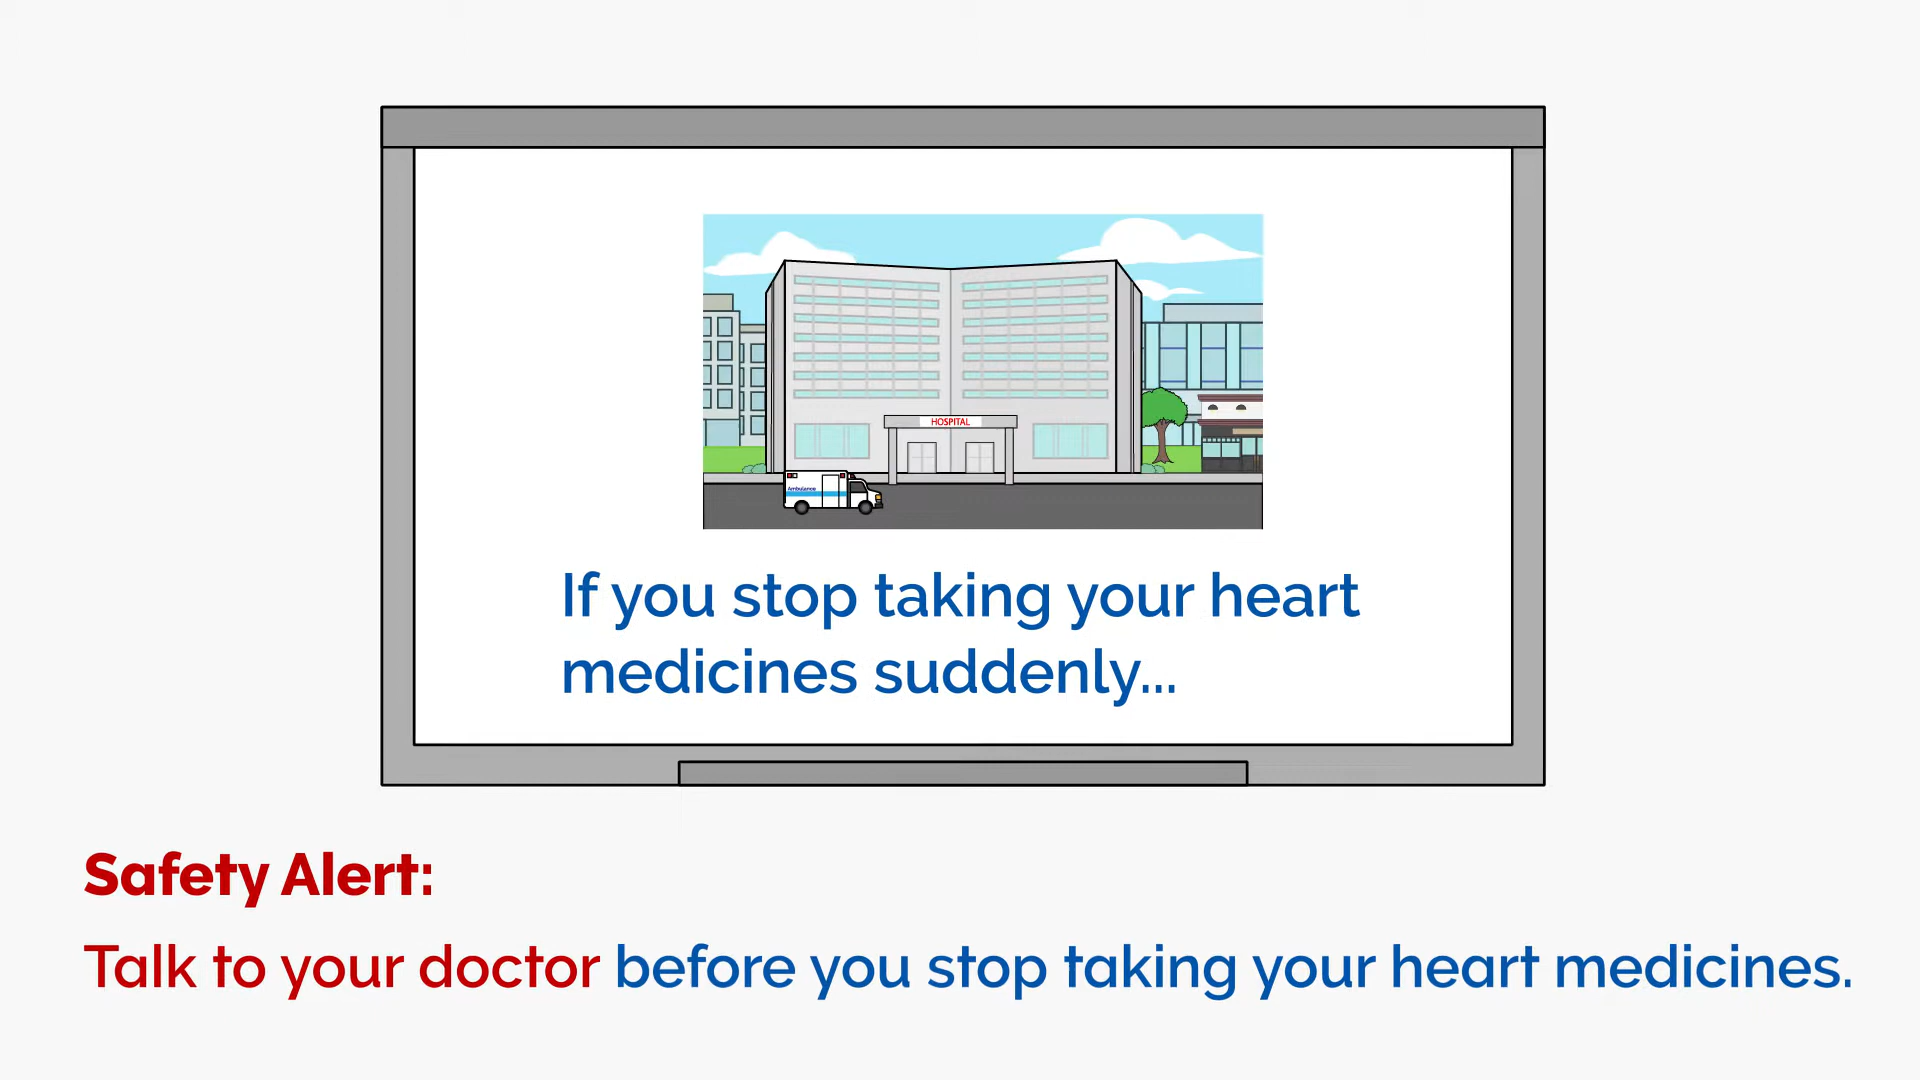 HOSPITAL
Ambulance
If you stop taking your heart
medicines suddenly...
Safety Alert:
Talk to your doctor before you stop taking your heart medicines.